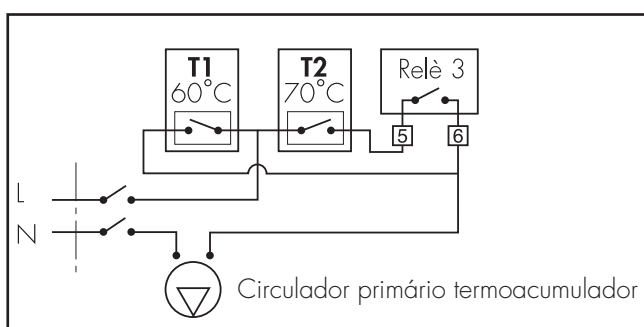 T1
60°C
T2
70°C
Relè 3
5
6
L
N
Circulador primário termoacumulador